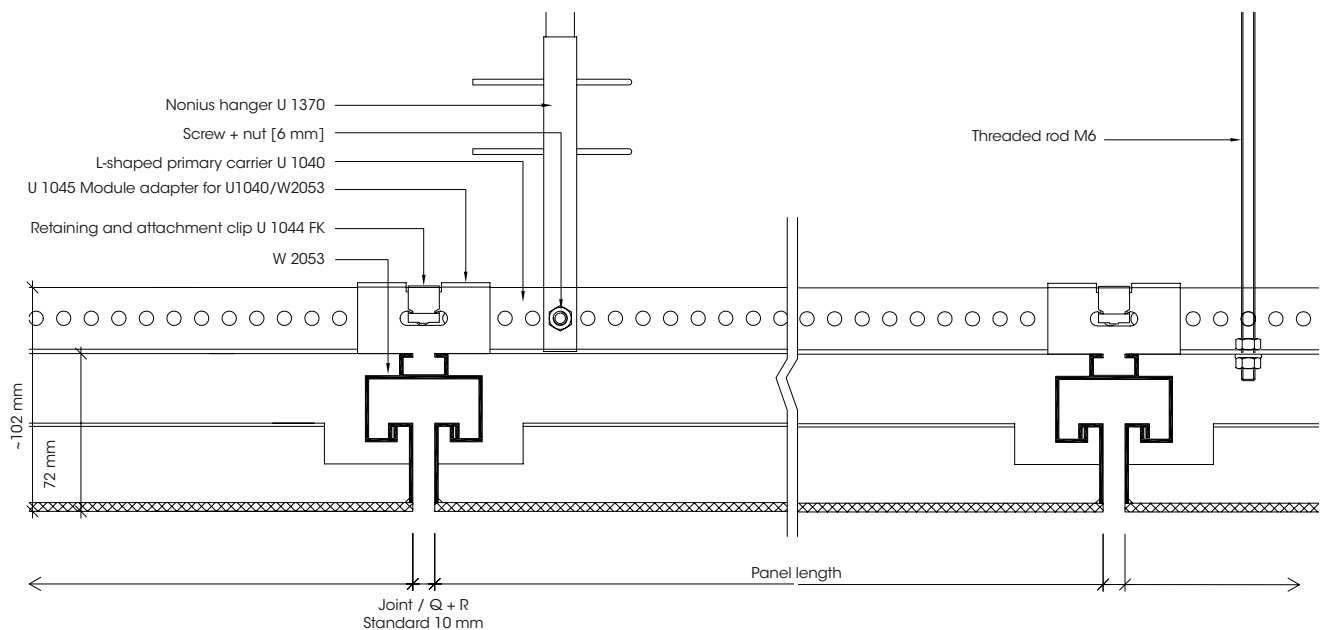 Nonius hanger U 1370
Screw + nut [6 mm]
Threaded rod M6
L-shaped primary carrier U 1040
U 1045 Module adapter for U1040/W2053
Retaining and attachment clip U 1044 FK
W 2053
~102 mm
72 mm
Panel length
Joint / Q + R
Standard 10 mm